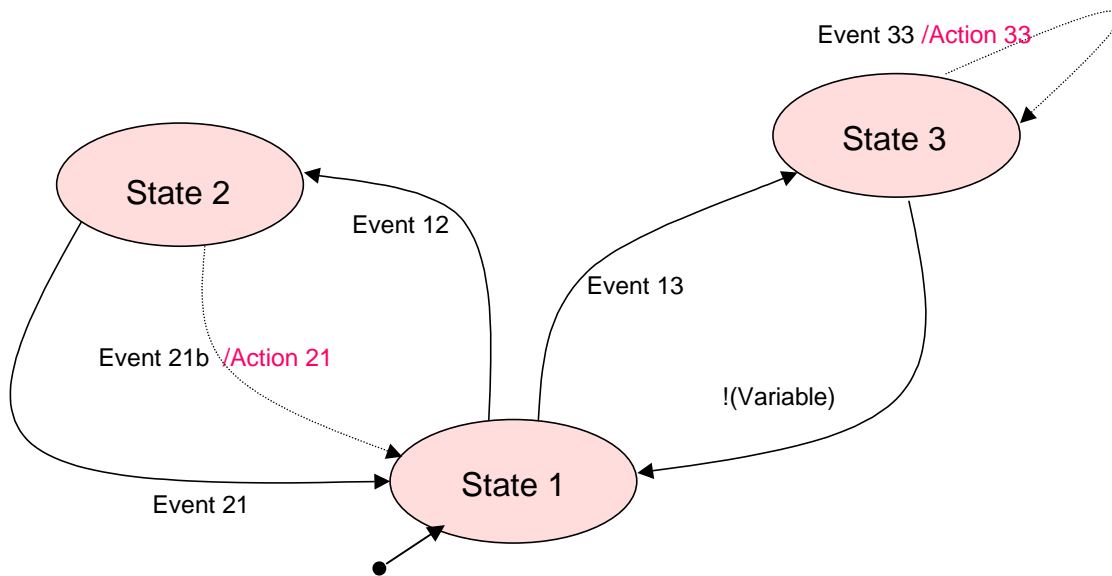 Event 33 /Action 33
State 3
State 2
Event 12
Event 13
Event 21b /Action 21
!(Variable)
State 1
Event 21